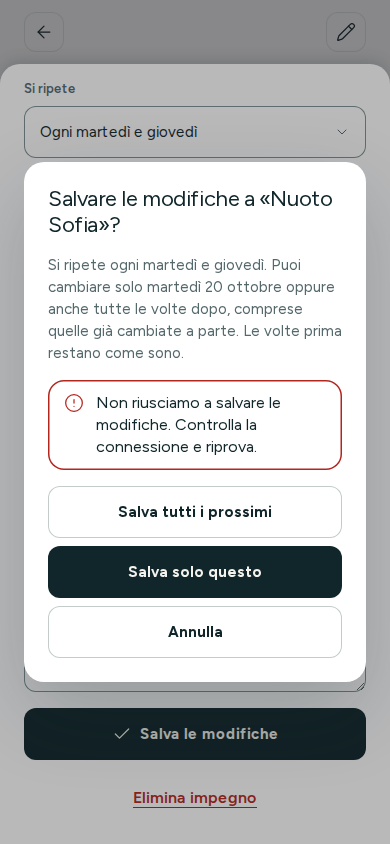 Si ripete
Ogni martedì e giovedì
Salvare le modifiche a «Nuoto
Sofia»?
Si ripete ogni martedì e giovedì. Puoi
cambiare solo martedì 20 ottobre oppure
anche tutte le volte dopo, comprese
quelle già cambiate a parte. Le volte prima
restano come sono.
Non riusciamo a salvare le
modifiche. Controlla la
connessione e riprova.
Salva tutti i prossimi
Salva solo questo
Annulla
Salva le modifiche
Elimina impegno